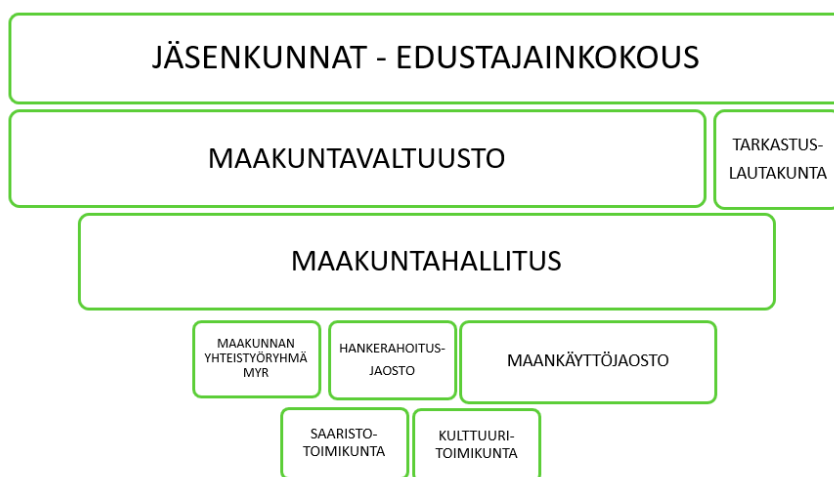 JÄSENKUNNAT - EDUSTAJAINKOKOUS
MAAKUNTAVALTUUSTO
TARKASTUS-
LAUTAKUNTA
MAAKUNTAHALLITUS
MAAKUNNAN
YHTEISTYÖRYHMÄ
MYR
HANKERAHOITUS-
JAOSTO
MAANKÄYTTÖJAOSTO
SAARISTO-
TOIMIKUNTA
KULTTUURI-
TOIMIKUNTA